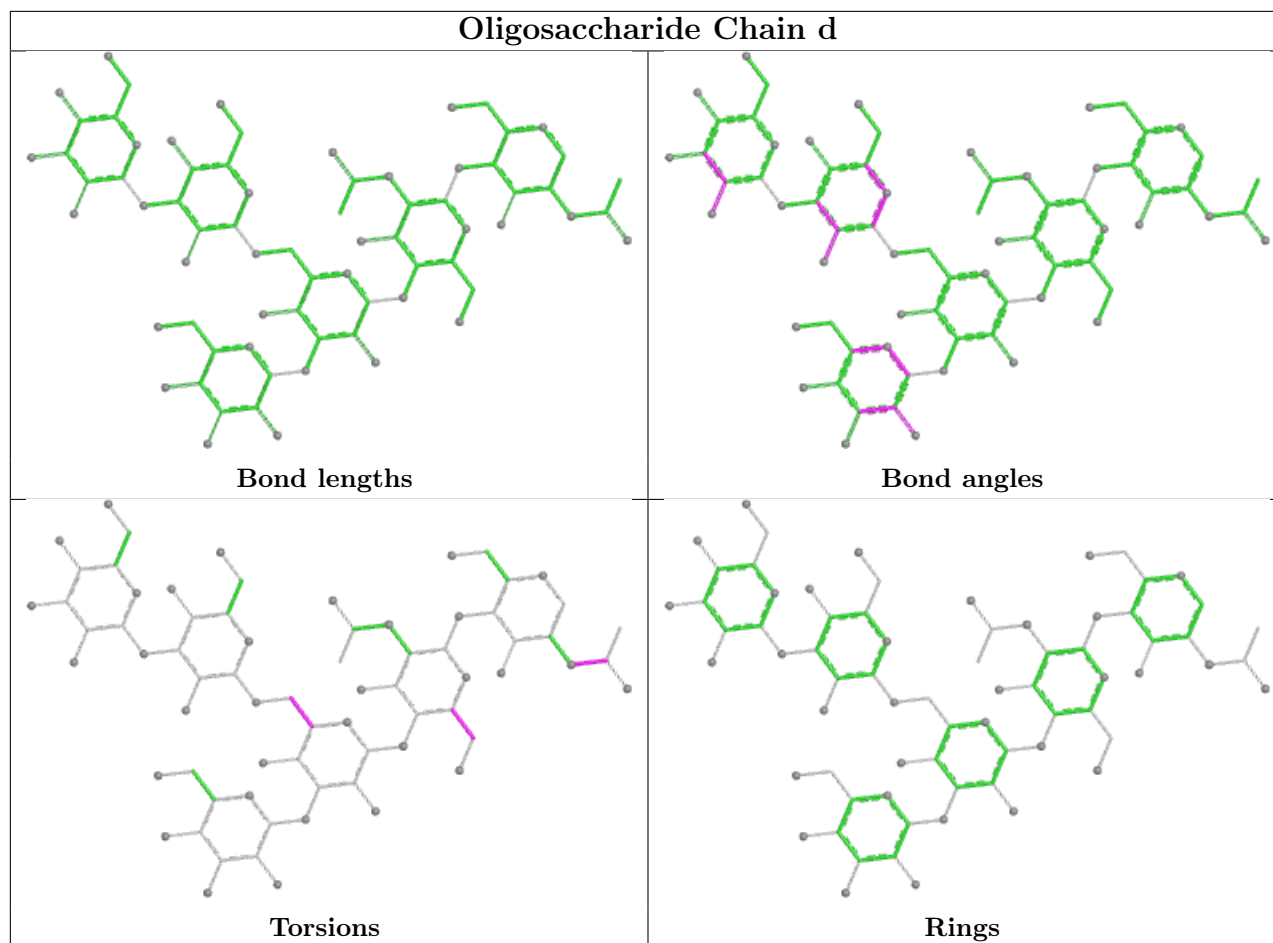 Oligosaccharide Chain d
Bond lengths
Bond angles
Torsions
Rings